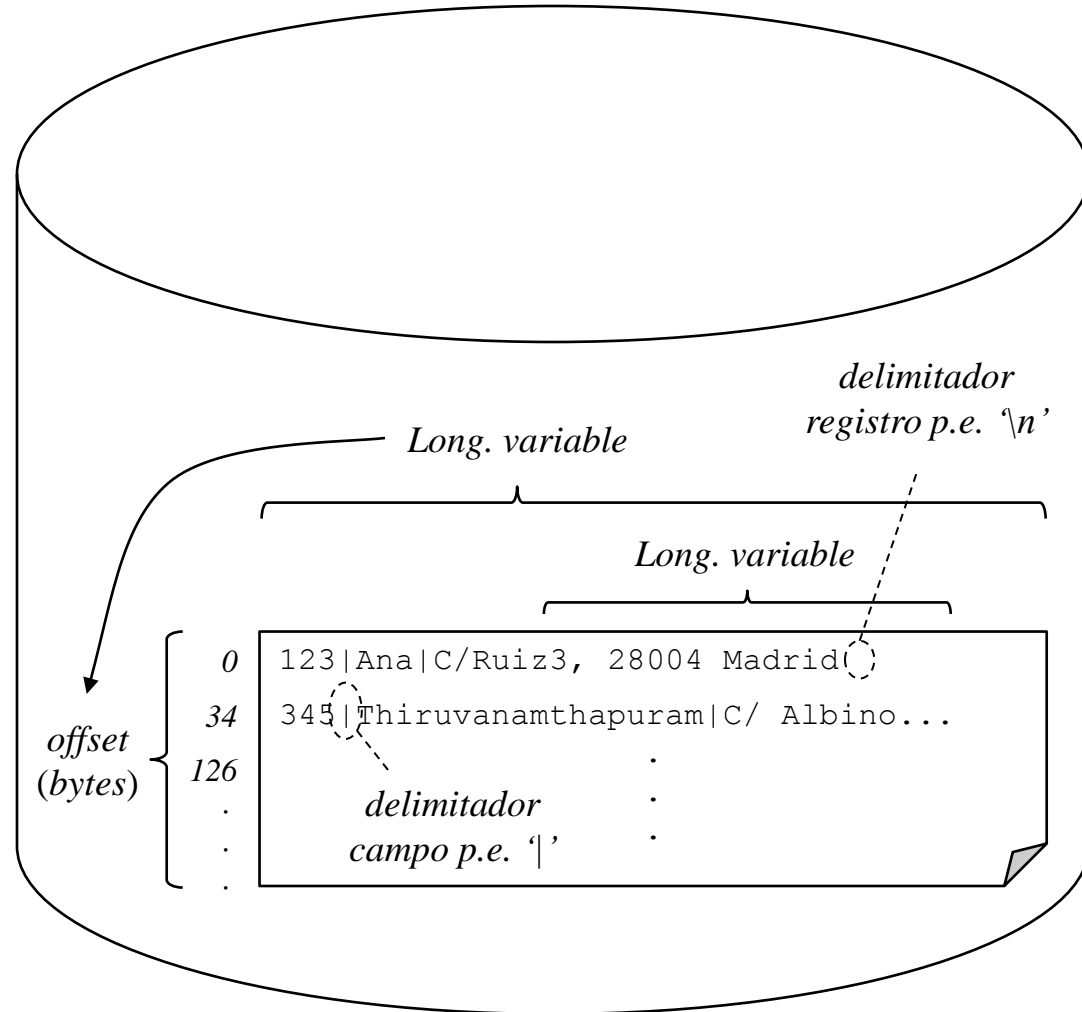 delimitador
registro p.e. ‘\n’
Long. variable
Long. variable
0 123|Ana|C/Ruiz3, 28004 Madrid
34 345|Thiruvanamthapuram|C/ Albino...
offset
(bytes)
126
.
.
.
.
.
.
delimitador
campo p.e. ‘|’